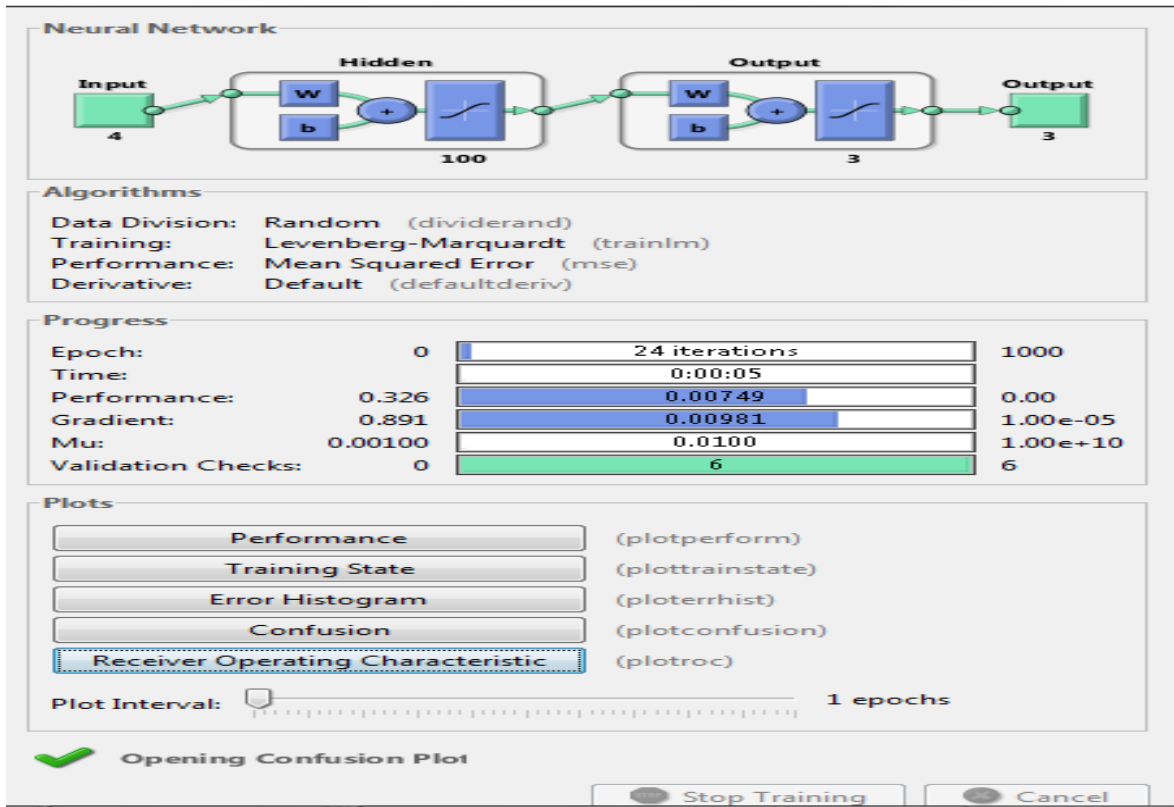 Neural Network
Hidden Output
Input Output
W W
+ +
b b
4 3
100 3
Algorithms
Data Division: Random (dividerand)
Training: Levenberg-Marquardt (trainlm)
Performance: Mean Squared Error (mse)
Derivative: Default (defaultderiv)
Progress
Epoch: 0 24 iterations 1000
Time: 0:00:05
Performance: 0.326 0.00749 0.00
Gradient: 0.891 0.00981 1.00e-05
Mu: 0.00100 0.0100 1.00e+10
Validation Checks: 0 6 6
Plots
Performance (plotperform)
Training State (plottrainstate)
Error Histogram (ploterrhist)
Confusion (plotconfusion)
Receiver Operating Characteristic (plotroc)
Plot Interval: 1 epochs
Opening Confusion Plot
Stop Training Cancel